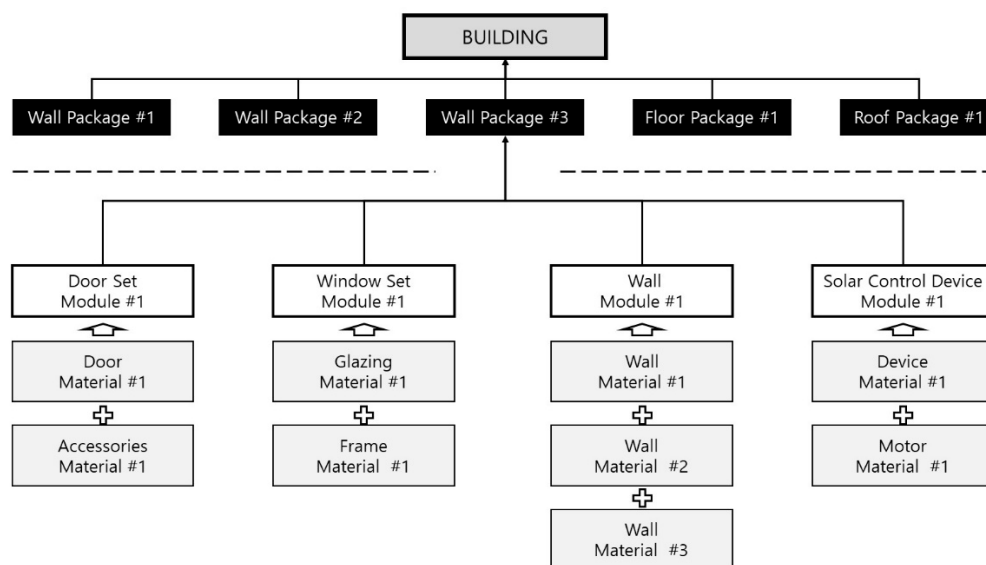 BUILDING
Wall Package #1
Wall Package #2
Wall Package #3
Floor Package #1
Roof Package #1
Door Set
Module #1
Window Set
Module #1
Wall
Module #1
Solar Control Device
Module #1
Door
Material #1
Glazing
Material #1
Wall
Material #1
Device
Material #1
Accessories
Material #1
Frame
Material #1
Wall
Material #2
Motor
Material #1
Wall
Material #3